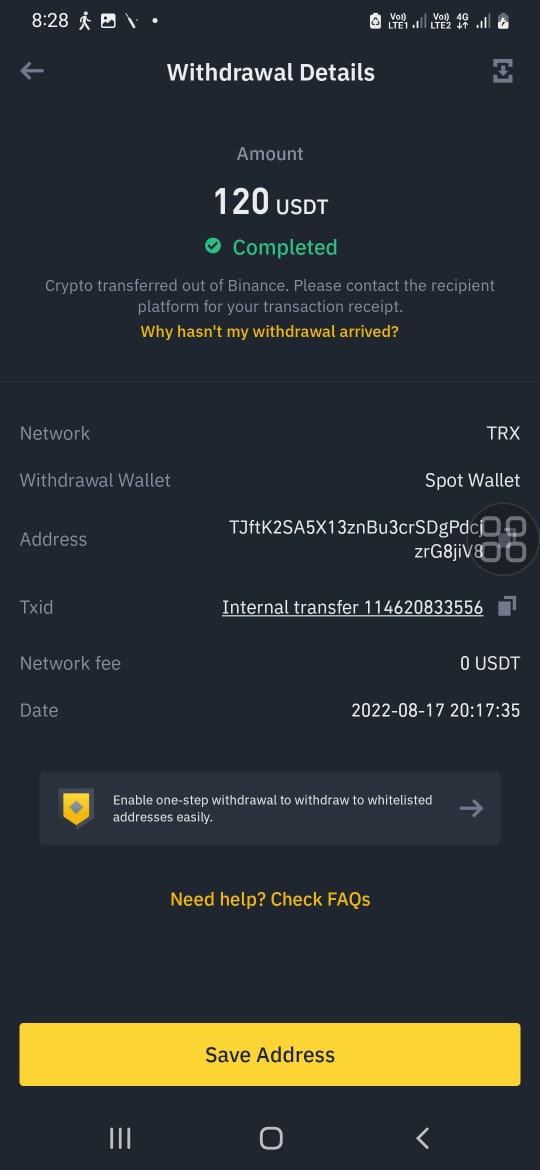 8:28
Vo)) LTE1 Vo)) LTE2 4G
Withdrawal Details
Amount
120 USDT
Completed
Crypto transferred out of Binance. Please contact the recipient
platform for your transaction receipt.
Why hasn't my withdrawal arrived?
Network TRX
Withdrawal Wallet Spot Wallet
Address TJftK2SA5X13znBu3crSDgPdcj
zrG8jiV8
Txid Internal transfer 114620833556
Network fee 0 USDT
Date 2022-08-17 20:17:35
Enable one-step withdrawal to withdraw to whitelisted
addresses easily.
Need help? Check FAQs
Save Address